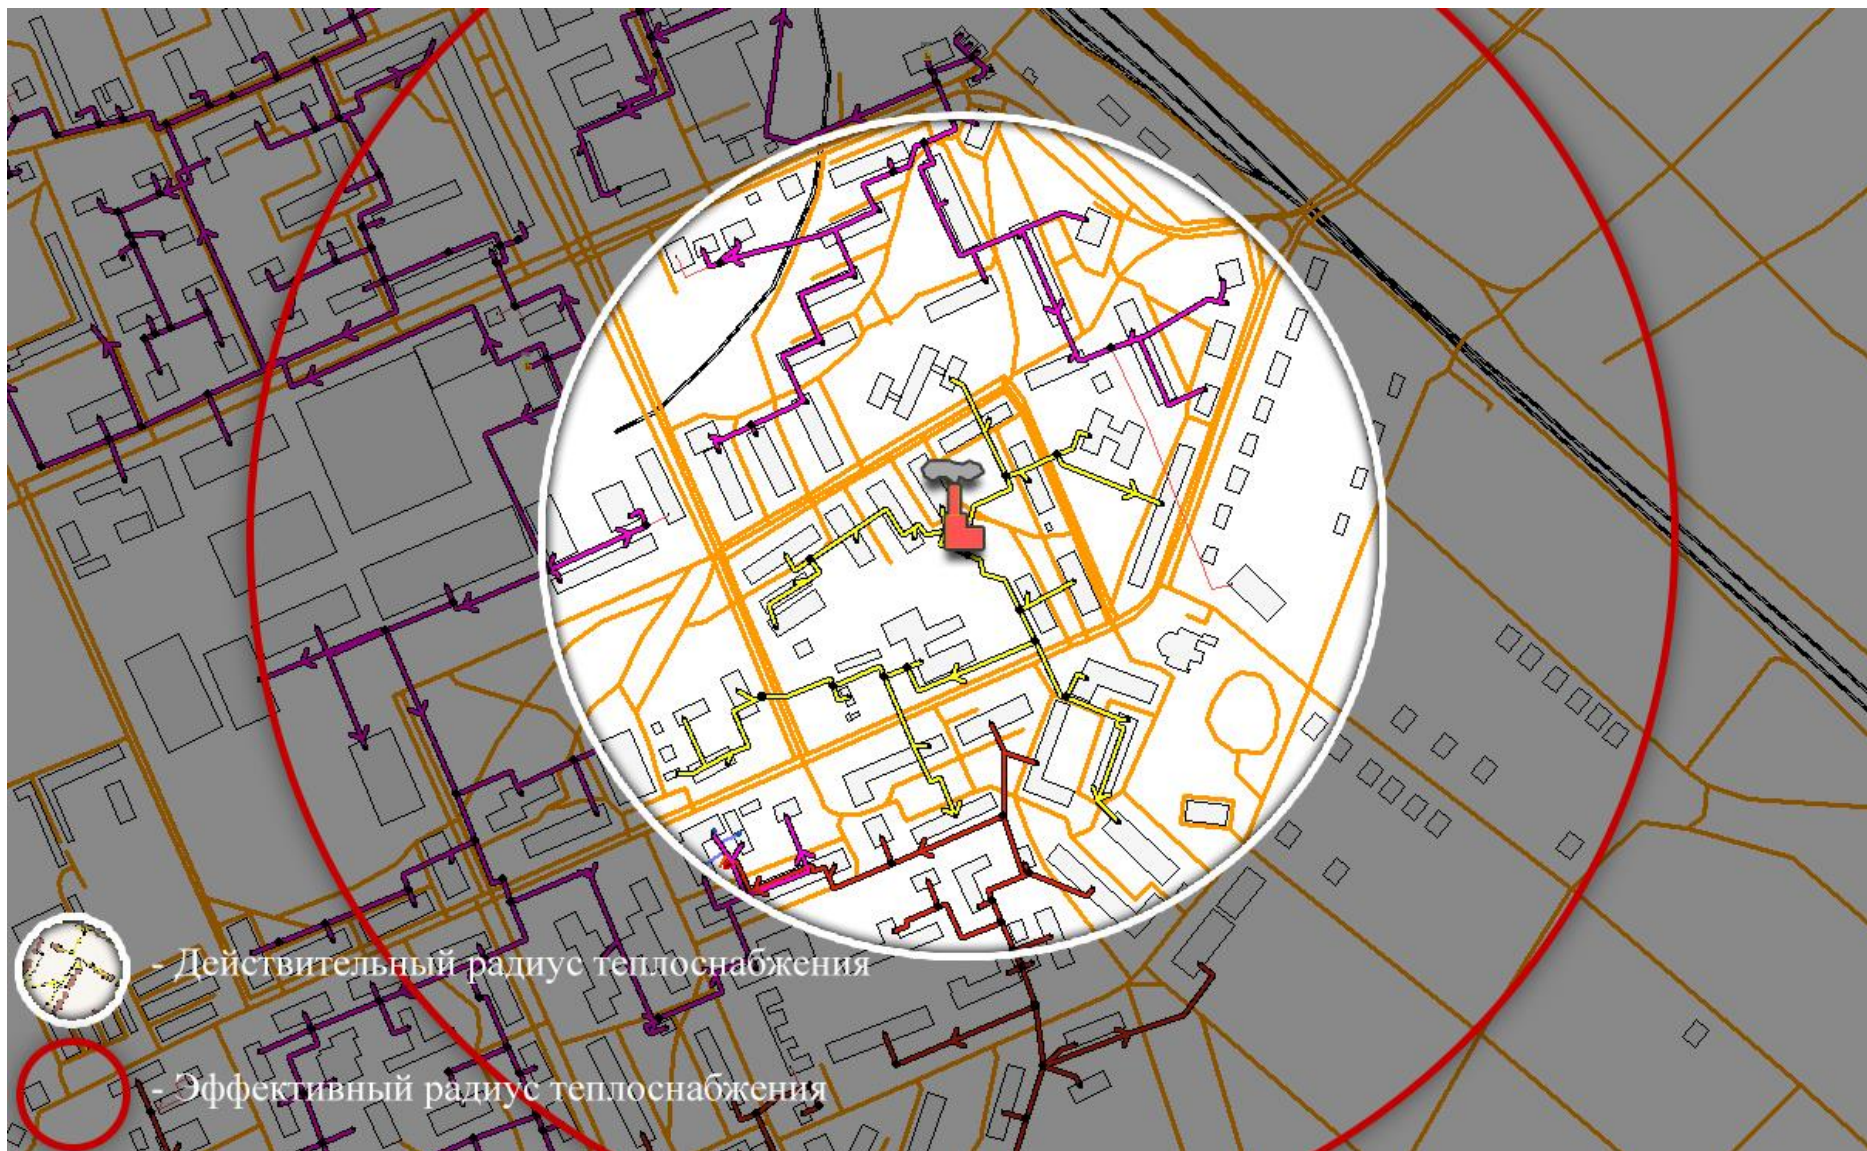 - Действительный радиус теплоснабжения
- Эффективный радиус теплоснабжения